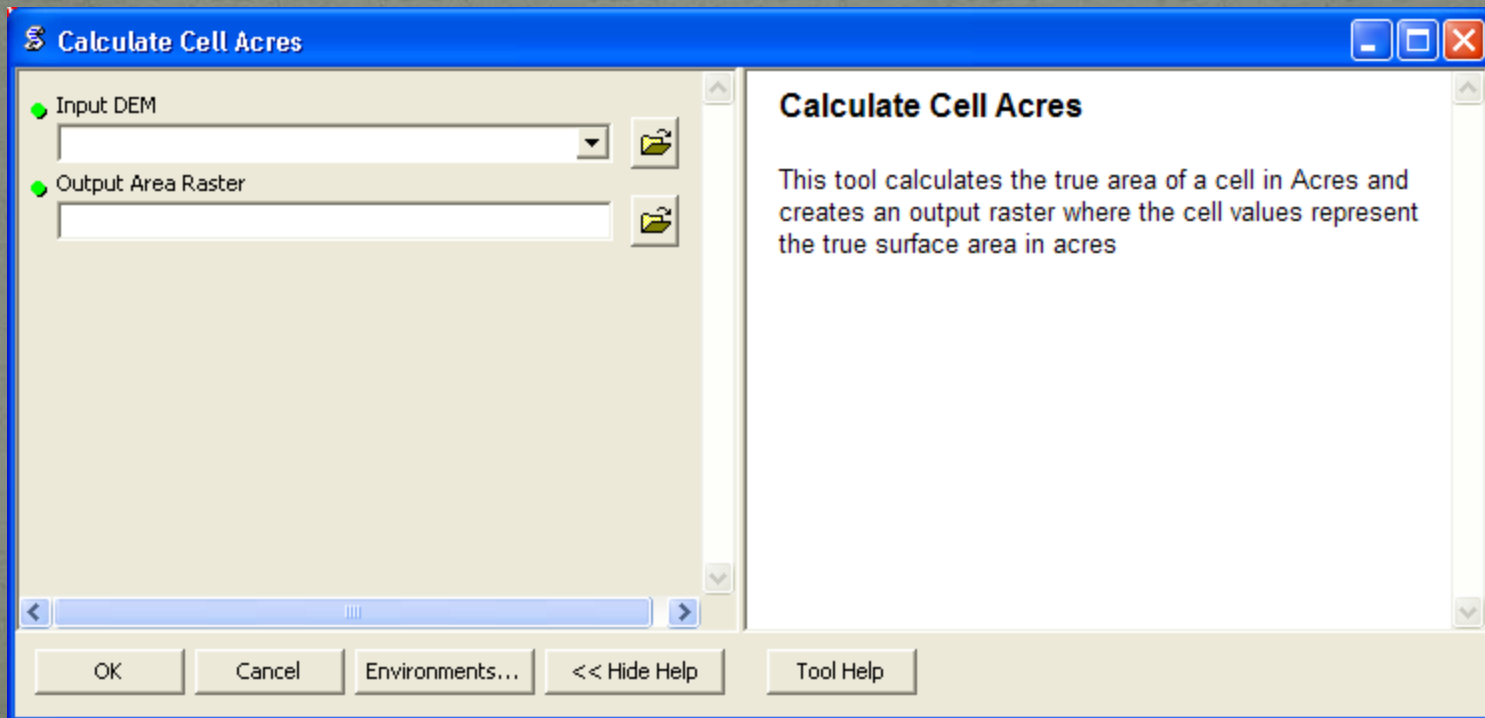 Calculate Cell Acres
Input DEM
Output Area Raster
Calculate Cell Acres
This tool calculates the true area of a cell in Acres and
creates an output raster where the cell values represent
the true surface area in acres
OK
Cancel
Environments...
<< Hide Help
Tool Help